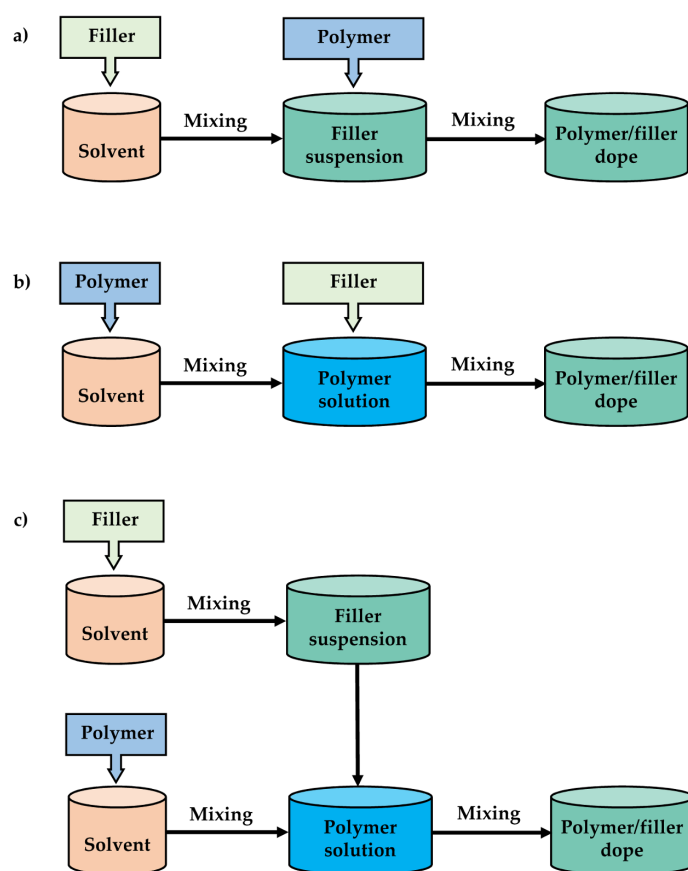 a)
Filler
Polymer
Solvent
Mixing
Filler
suspension
Mixing
Polymer/filler
dope
b)
Polymer
Filler
Solvent
Mixing
Polymer
solution
Mixing
Polymer/filler
dope
c)
Filler
Solvent
Mixing
Filler
suspension
Polymer
Solvent
Mixing
Polymer
solution
Mixing
Polymer/filler
dope